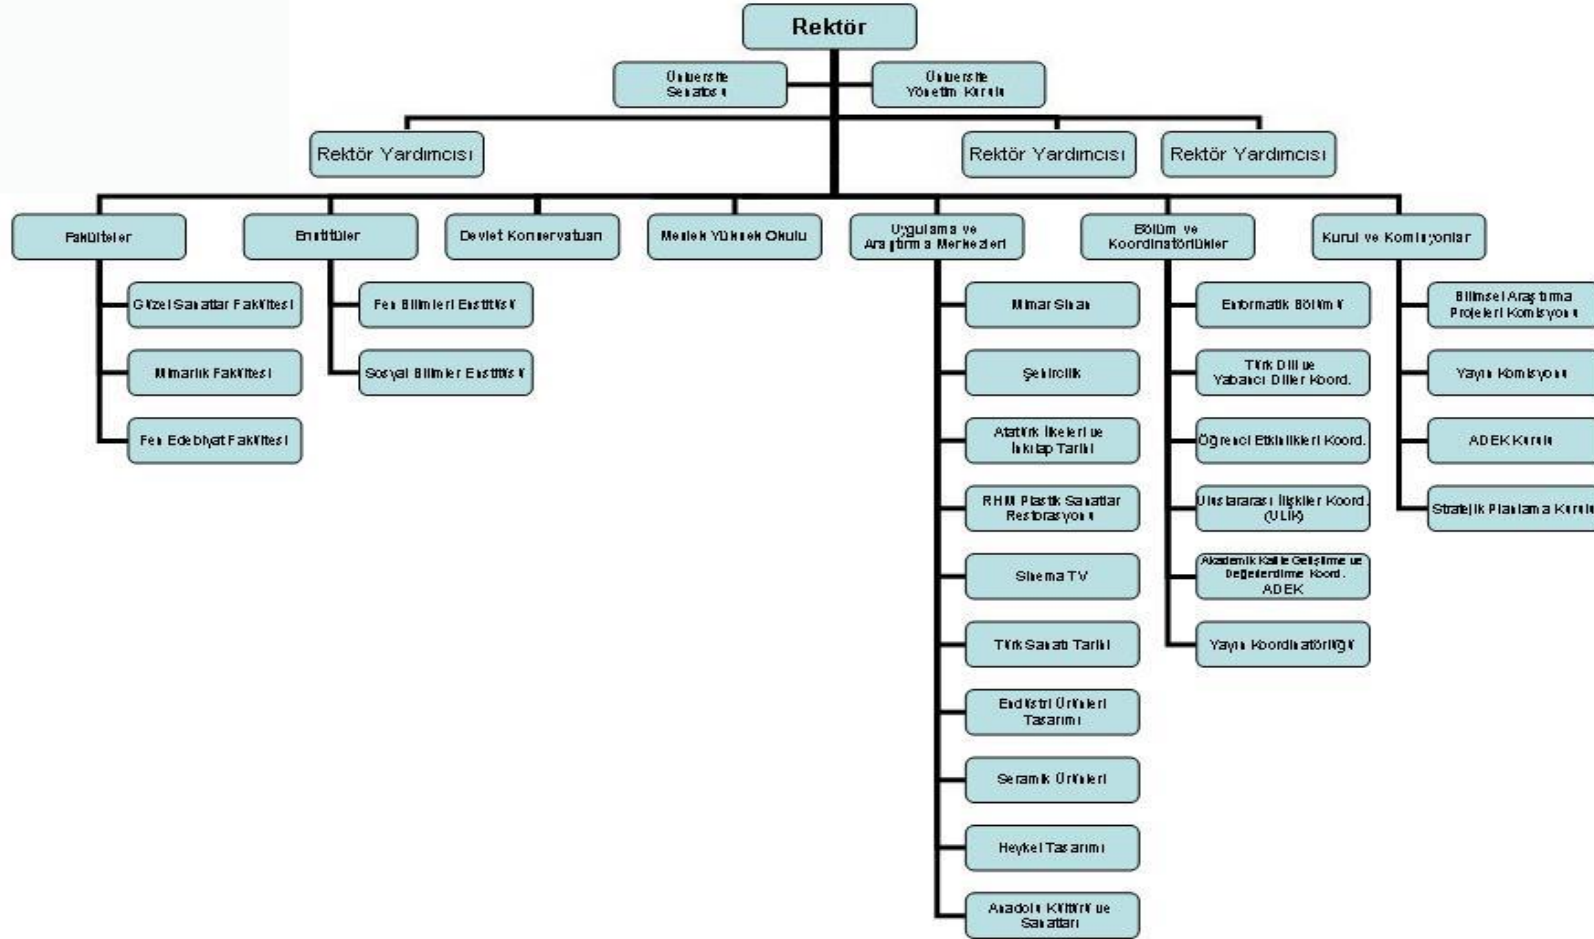 Rektör
Üniversite
Senatosu
Üniversite
Yönetim Kurulu
Rektör Yardımcısı
Rektör Yardımcısı
Rektör Yardımcısı
Fakülteler
Enstitüler
Devlet Konservatuarı
Meslek Yüksek Okulu
Uygulama ve
Araştırma Merkezleri
Bölüm ve
Koordinatörlükler
Kurul ve Komisyonlar
Güzel Sanatlar Fakültesi
Mimarlık Fakültesi
Fen Edebiyat Fakültesi
Fen Bilimleri Enstitüsü
Sosyal Bilimler Enstitüsü
Mimar Sinan
Şehircilik
Atatürk İlkeleri ve
İnkılap Tarihi
RHM Plastik Sanatlar
Restorasyonu
Sinema TV
Türk Sanatı Tarihi
Endüstri Ürünleri
Tasarımı
Seramik Ürünleri
Heykel Tasarımı
Anadolu Kültürü ve
Sanatları
Enformatik Bölümü
Türk Dili ve
Yabancı Diller Koord.
Öğrenci Etkinlikleri Koord.
Uluslararası İlişkiler Koord.
(ULİK)
Akademik Kalite Geliştirme ve
Değerlendirme Koord.
ADEK
Yayın Koordinatörlüğü
Bilimsel Araştırma
Projeleri Komisyonu
Yayın Komisyonu
ADEK Kurulu
Stratejik Planlama Kurulu